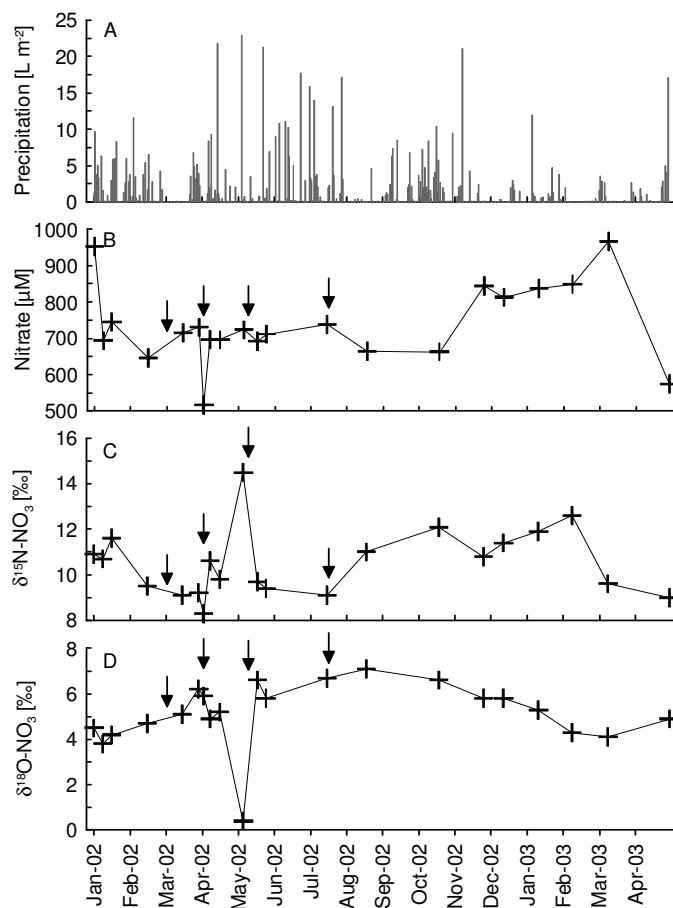 A
Precipitation [L m-2]
25
20
15
10
5
0
B
Nitrate [µM]
1000
900
800
700
600
500
C
δ15N-NO3 [‰]
16
14
12
10
8
D
δ18O-NO3 [‰]
8
6
4
2
0
Jan-02
Feb-02
Mar-02
Apr-02
May-02
Jun-02
Jul-02
Aug-02
Sep-02
Oct-02
Nov-02
Dec-02
Jan-03
Feb-03
Mar-03
Apr-03